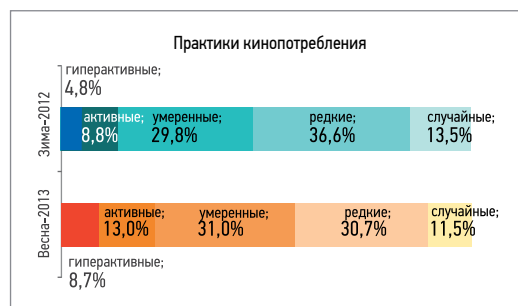 Практики кинопотребления
гиперактивные;
4,8%
Зима–2012
активные; умеренные; редкие; случайные;
8,8% 29,8% 36,6% 13,5%
Весна–2013
активные; умеренные; редкие; случайные;
13,0% 31,0% 30,7% 11,5%
гиперактивные;
8,7%